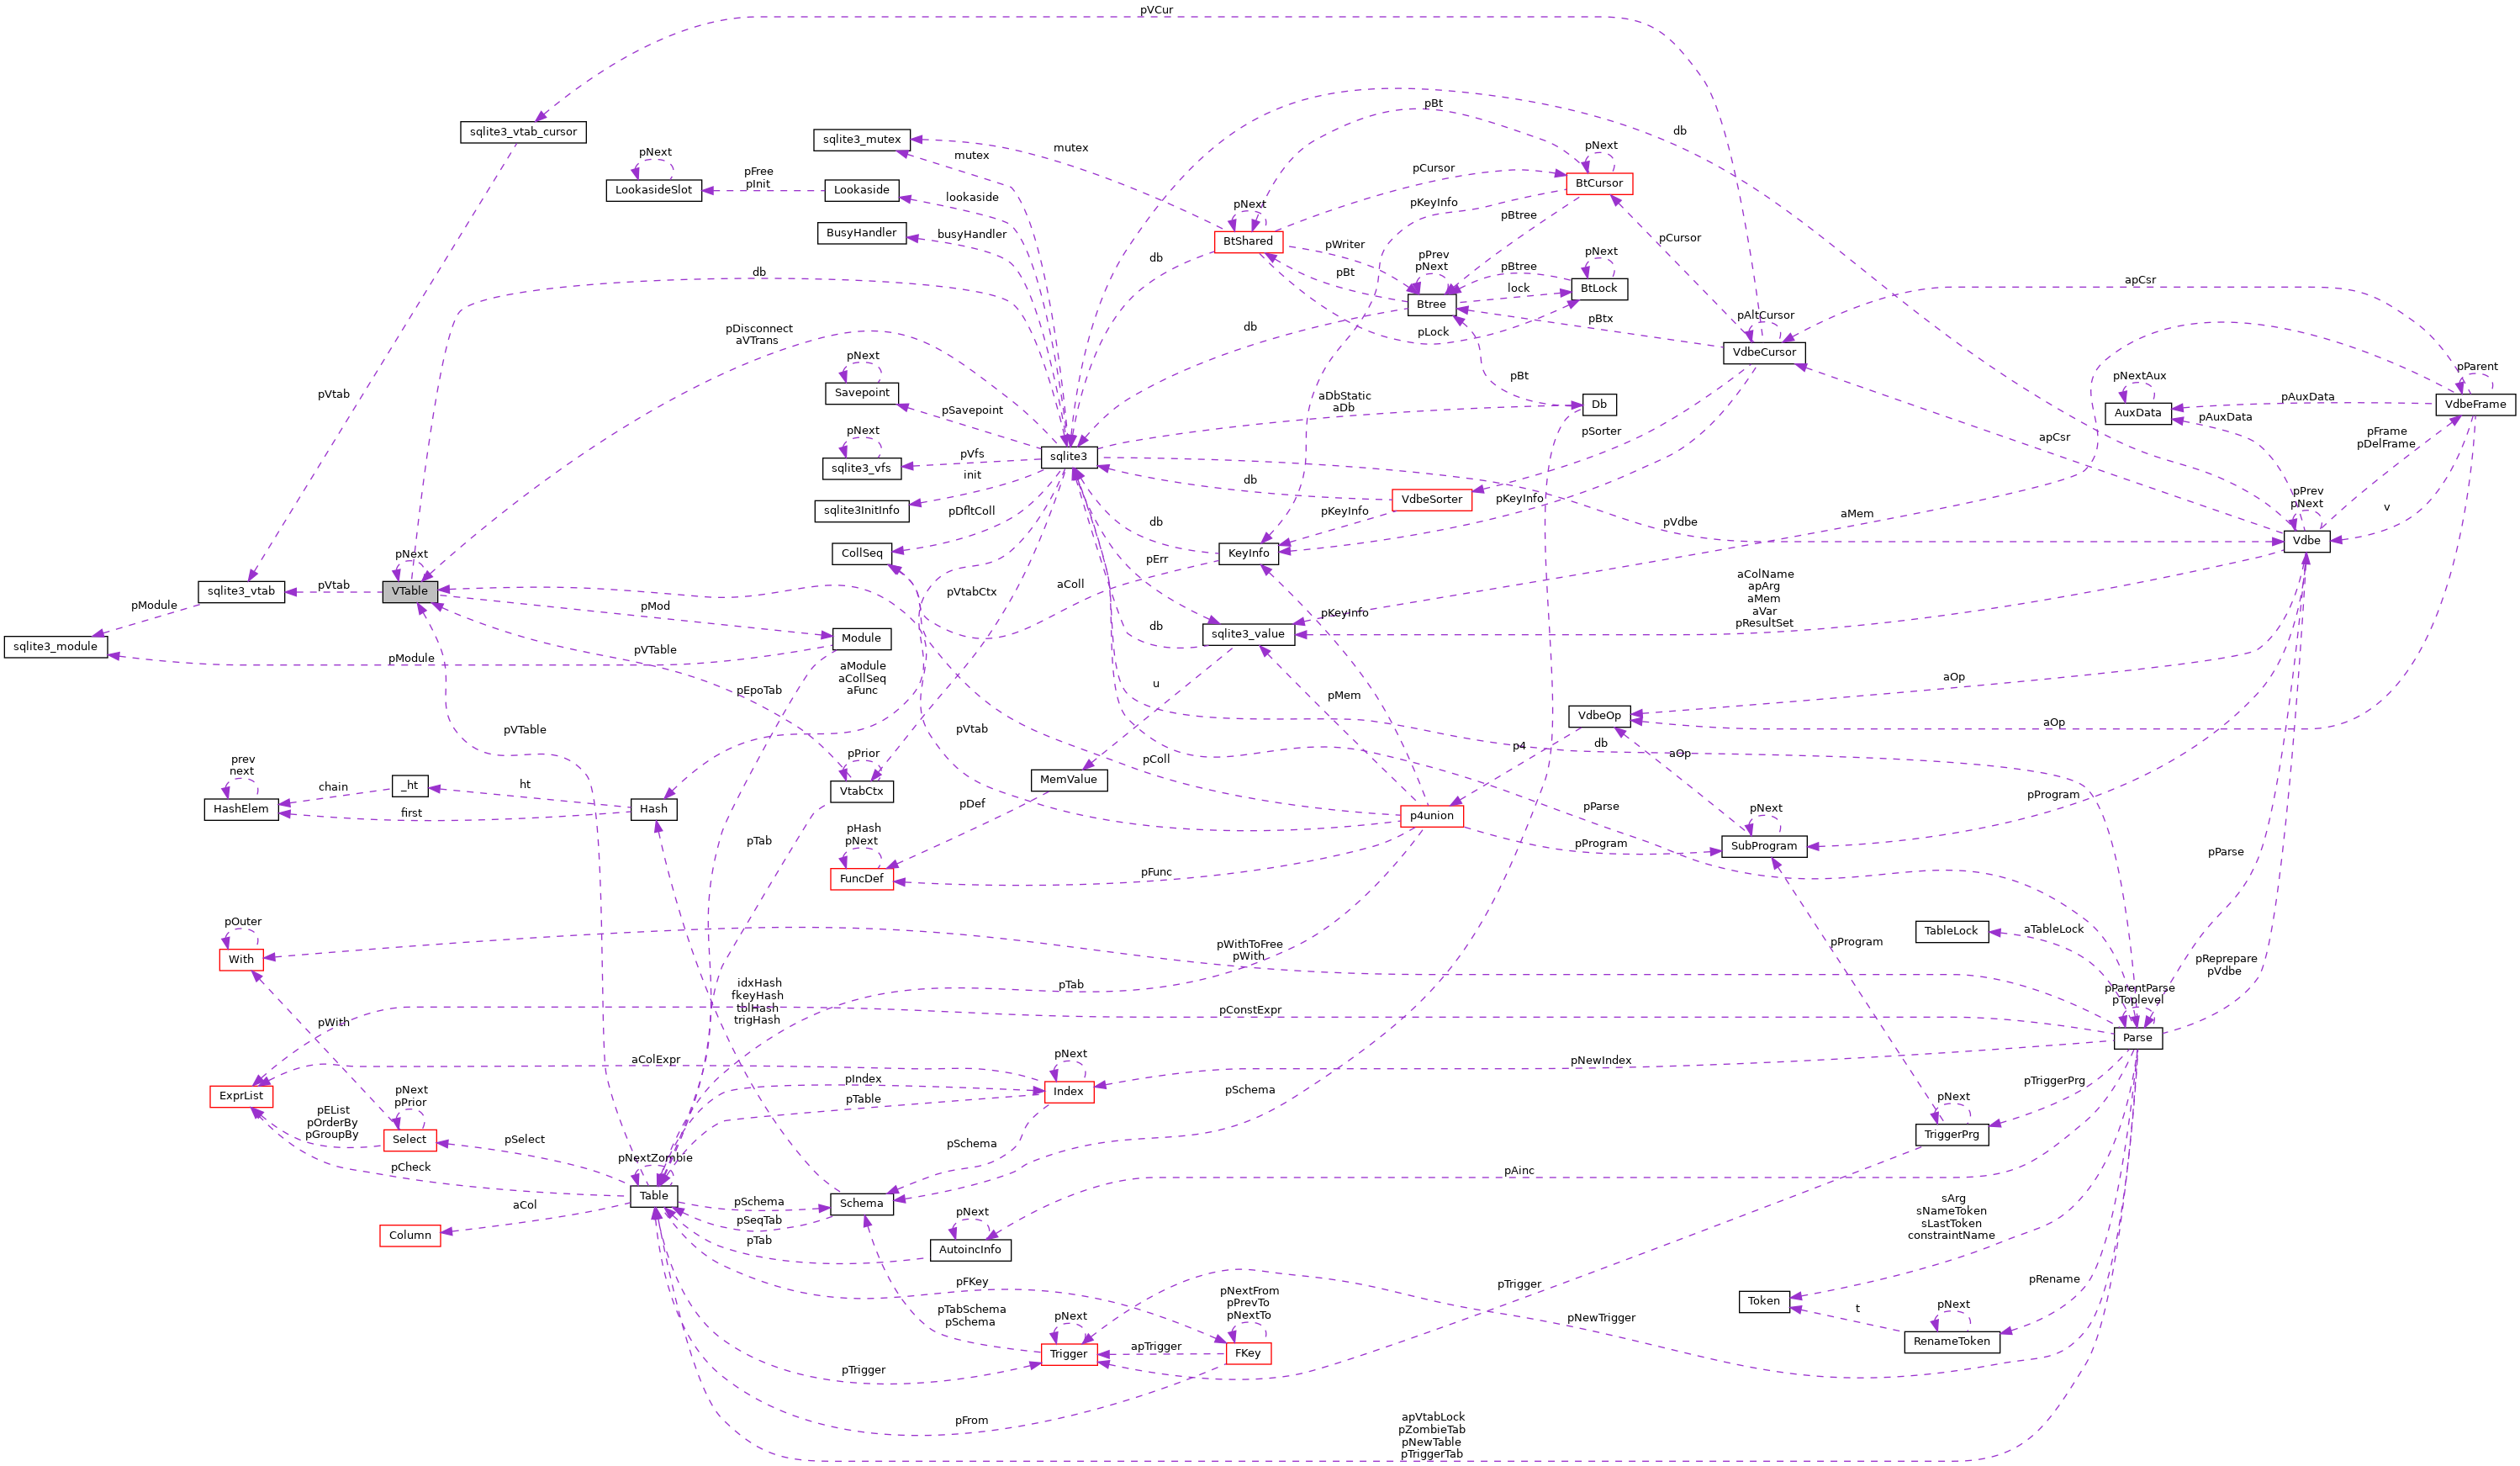 pVCur
sqlite3_vtab_cursor
pBt
db
sqlite3_mutex
mutex
pNext
pNext
mutex
pFree
pInit
pCursor
LookasideSlot
Lookaside
lookaside
BtCursor
pKeyInfo
pNext
pBtree
BusyHandler
busyHandler
BtShared
pWriter
pCursor
db
pPrev
pNext
pNext
pBtree
db
pBt
apCsr
lock
BtLock
Btree
pAltCursor
pBtx
pDisconnect
aVTrans
db
pLock
VdbeCursor
pNext
pParent
pVtab
Savepoint
pBt
pNextAux
aDbStatic
aDb
Db
pAuxData
VdbeFrame
pSavepoint
AuxData
pAuxData
pNext
pSorter
pFrame
pDelFrame
apCsr
sqlite3
pVfs
sqlite3_vfs
init
db
VdbeSorter
pKeyInfo
pPrev
pNext
sqlite3InitInfo
pDfltColl
pKeyInfo
aMem
v
pVdbe
db
Vdbe
CollSeq
KeyInfo
pNext
pErr
aColl
aColName
apArg
aMem
aVar
pResultSet
sqlite3_vtab
pVtab
VTable
pVtabCtx
pModule
pMod
pKeyInfo
db
sqlite3_value
Module
sqlite3_module
pModule
pVTable
aModule
aCollSeq
aFunc
aOp
pEpoTab
u
pMem
VdbeOp
aOp
pVTable
pVtab
p4
db
aOp
pPrior
pColl
prev
next
MemValue
_ht
chain
ht
VtabCtx
pDef
pParse
pProgram
HashElem
first
Hash
p4union
pNext
pHash
pNext
pTab
pProgram
SubProgram
pParse
FuncDef
pFunc
pOuter
TableLock
aTableLock
With
pWithToFree
pWith
pProgram
pReprepare
pVdbe
idxHash
fkeyHash
tblHash
trigHash
pTab
pParentParse
pToplevel
pWith
pConstExpr
Parse
pNext
aColExpr
pNewIndex
ExprList
pNext
pPrior
pIndex
Index
pTriggerPrg
pSchema
pTable
pEList
pOrderBy
pGroupBy
pNext
Select
pSelect
pSchema
TriggerPrg
pNextZombie
pCheck
pAinc
Table
pSchema
Schema
sArg
sNameToken
sLastToken
constraintName
aCol
pSeqTab
pNext
Column
pTab
AutoincInfo
pFKey
pRename
pTrigger
pNextFrom
pPrevTo
pNextTo
Token
pTabSchema
pSchema
pNext
t
pNext
pNewTrigger
RenameToken
apTrigger
Trigger
FKey
pTrigger
pFrom
apVtabLock
pZombieTab
pNewTable
pTriggerTab